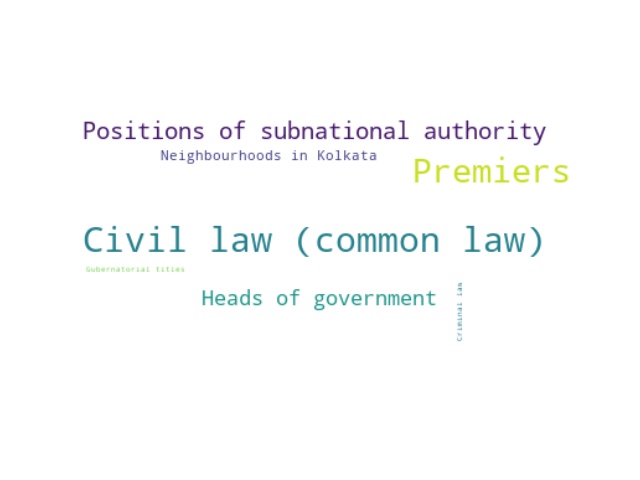 Positions of subnational authority
Neighbourhoods in Kolkata
Premiers
Civil law (common law)
Gubernatorial titles
Heads of government
Criminal law